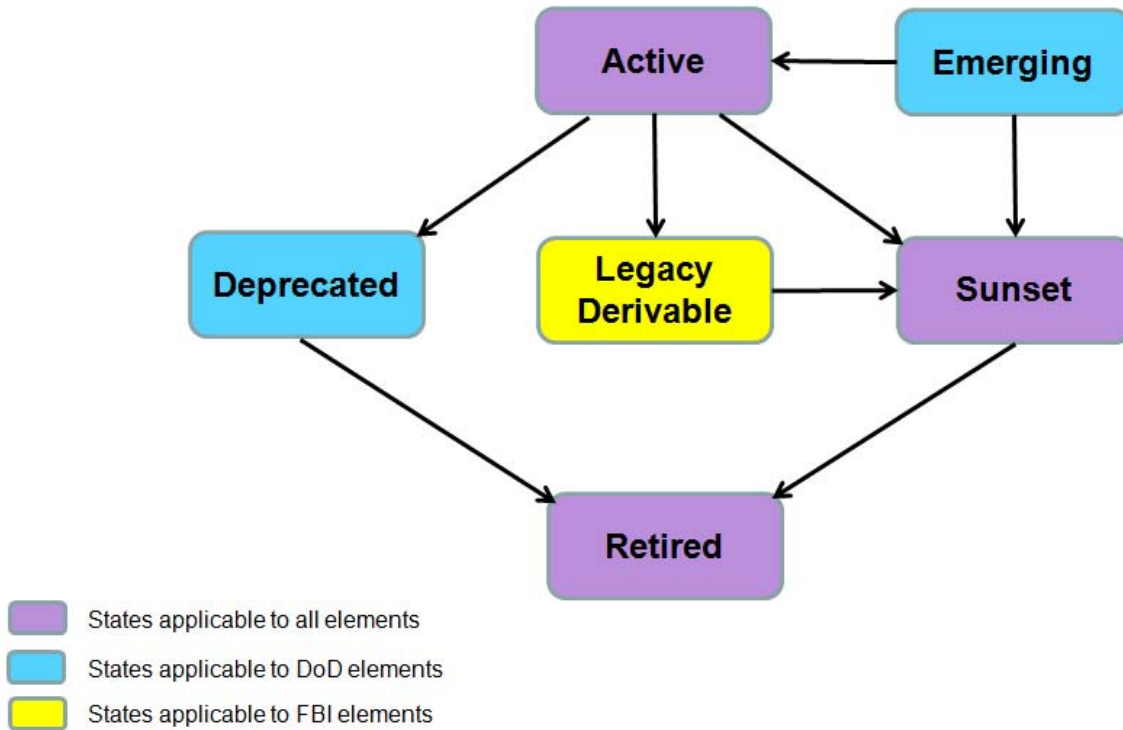 Active
Emerging
Deprecated
Legacy
Derivable
Sunset
Retired
States applicable to all elements
States applicable to DoD elements
States applicable to FBI elements